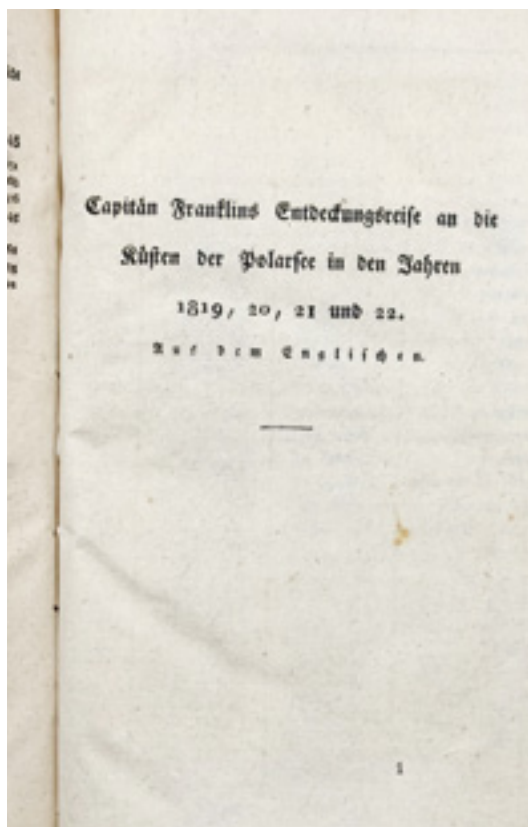 Capitän Franklins Entdeckungsreise an die
Küsten der Polarsee in den Jahren
1819, 20, 21 und 22.
Aus dem Englischen.
1